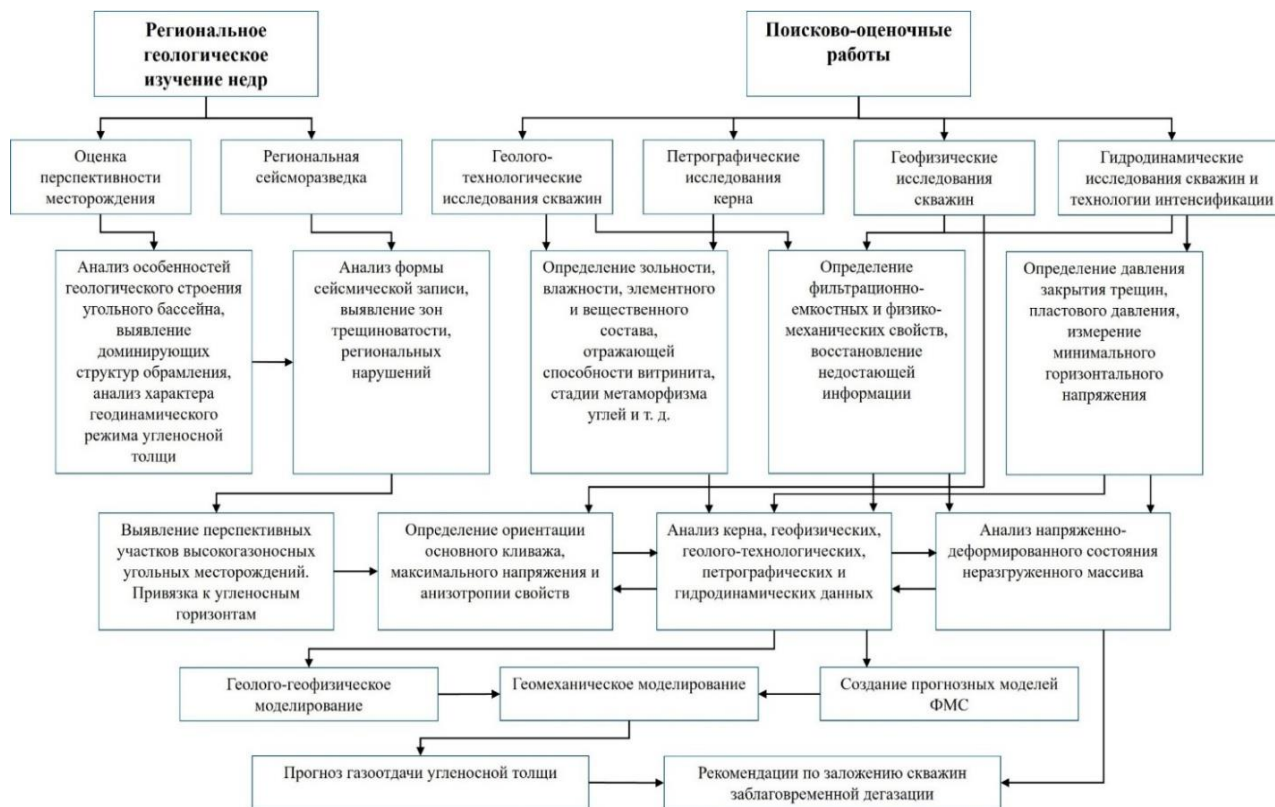 Региональное
геологическое
изучение недр
Поисково-оценочные
работы
Оценка
перспективности
месторождения
Региональная
сейсморазведка
Геолого-
технологические
исследования скважин
Петрографические
исследования
керна
Геофизические
исследования
скважин
Гидродинамические
исследования скважин и
технологии интенсификации
Анализ особенностей
геологического строения
угольного бассейна,
выявление
доминирующих
структур обрамления,
анализ характера
геодинамического
режима угленосной
толщи
Анализ формы
сейсмической записи,
выявление зон
трещиноватости,
региональных
нарушений
Определение зольности,
влажности, элементного
и вещественного
состава,
отражающей
способности витринита,
стадии метаморфизма
углей и т. д.
Определение
фильтрационно-
емкостных и физико-
механических свойств,
восстановление
недостающей
информации
Определение давления
закрытия трещин,
пластового давления,
измерение
минимального
горизонтального
напряжения
Выявление перспективных
участков высокогазоносных
угольных месторождений.
Привязка к угленосным
горизонтам
Определение ориентации
основного кливажа,
максимального напряжения и
анизотропии свойств
Анализ керна, геофизических,
геолого-технологических,
петрографических и
гидродинамических данных
Анализ напряженно-
деформированного состояния
неразгруженного массива
Геолого-геофизическое
моделирование
Геомеханическое моделирование
Создание прогнозных моделей
ФМС
Прогноз газоотдачи угленосной толщи
Рекомендации по заложению скважин
заблаговременной дегазации